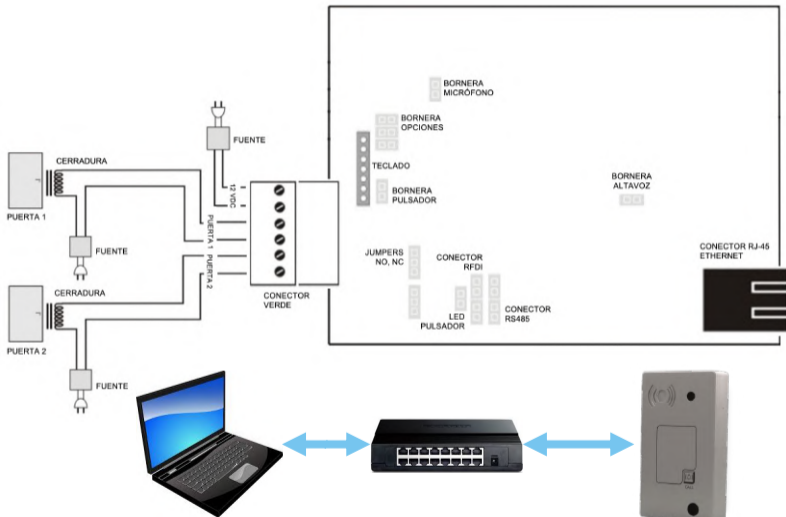 BORNERA
MICRÓFONO
BORNERA
OPCIONES
FUENTE
TECLADO
CERRADURA
PUERTA 1
12 VDC
BORNERA
PULSADOR
BORNERA
ALTAVOZ
PUERTA 1
PUERTA 2
FUENTE
JUMPERS
NO, NC
CONECTOR
RFDI
CONECTOR RJ-45
ETHERNET
CERRADURA
CONECTOR
VERDE
LED
PULSADOR
CONECTOR
RS485
PUERTA 2
FUENTE